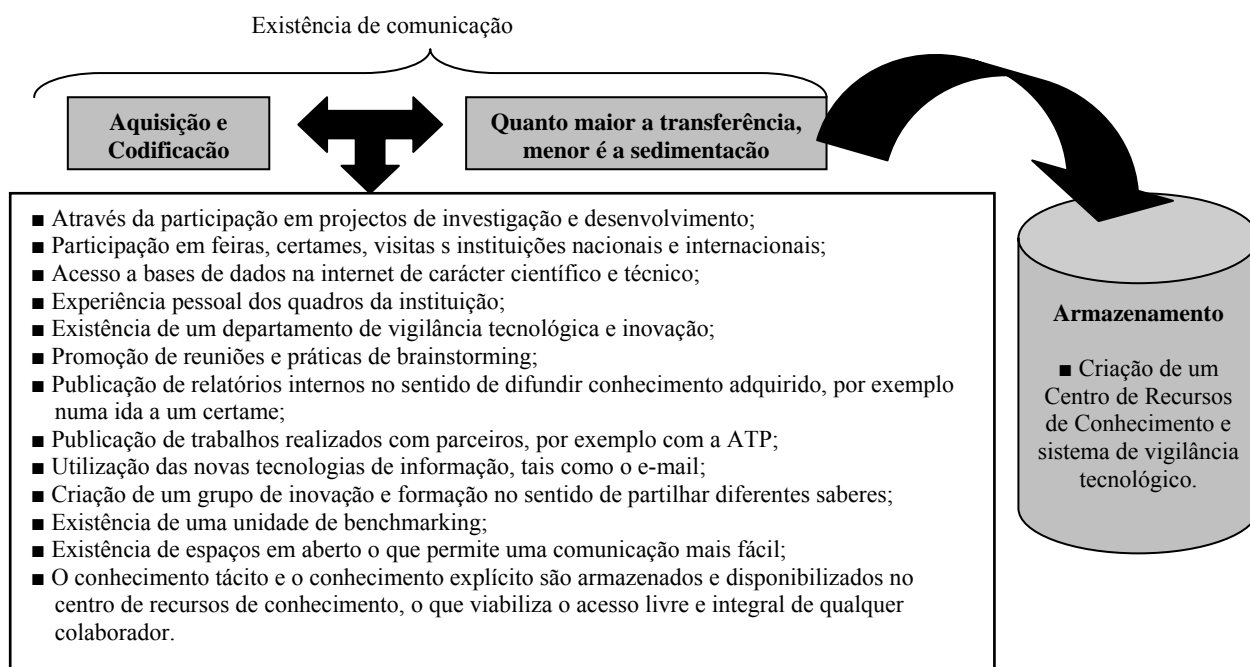 Existência de comunicação
Aquisição e
Codificacão
Quanto maior a transferência,
menor é a sedimentacão
■ Através da participação em projectos de investigação e desenvolvimento;
■ Participação em feiras, certames, visitas s instituições nacionais e internacionais;
■ Acesso a bases de dados na internet de carácter científico e técnico;
■ Experiência pessoal dos quadros da instituição;
■ Existência de um departamento de vigilância tecnológica e inovação;
■ Promoção de reuniões e práticas de brainstorming;
■ Publicação de relatórios internos no sentido de difundir conhecimento adquirido, por exemplo
numa ida a um certame;
■ Publicação de trabalhos realizados com parceiros, por exemplo com a ATP;
■ Utilização das novas tecnologias de informação, tais como o e-mail;
■ Criação de um grupo de inovação e formação no sentido de partilhar diferentes saberes;
■ Existência de uma unidade de benchmarking;
■ Existência de espaços em aberto o que permite uma comunicação mais fácil;
■ O conhecimento tácito e o conhecimento explícito são armazenados e disponibilizados no
centro de recursos de conhecimento, o que viabiliza o acesso livre e integral de qualquer
colaborador.
Armazenamento
■ Criação de um
Centro de Recursos
de Conhecimento e
sistema de vigilância
tecnológico.